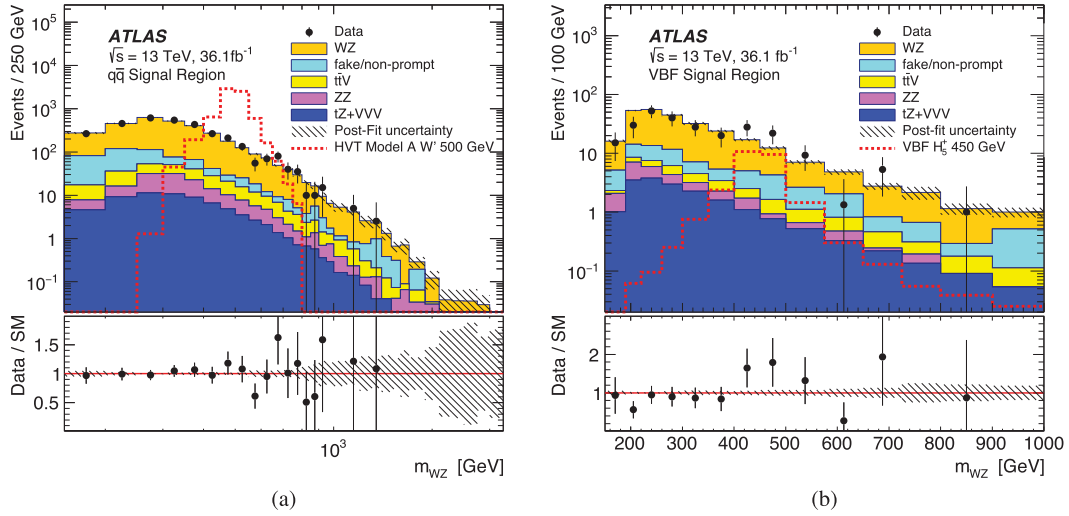 Events / 250 GeV
10⁵
10⁴
10³
10²
10
1
10⁻¹
ATLAS
√s = 13 TeV, 36.1 fb⁻¹
qq̄ Signal Region
Data
WZ
fake/non-prompt
tt̄V
ZZ
tZ+VVV
Post-Fit uncertainty
HVT Model A W' 500 GeV
Data / SM
1.5
1
0.5
10³
m_WZ [GeV]
(a)
Events / 100 GeV
10³
10²
10
1
10⁻¹
ATLAS
√s = 13 TeV, 36.1 fb⁻¹
VBF Signal Region
Data
WZ
fake/non-prompt
tt̄V
ZZ
tZ+VVV
Post-fit uncertainty
VBF H₅⁺ 450 GeV
Data / SM
2
1
200 300 400 500 600 700 800 900 1000
m_WZ [GeV]
(b)